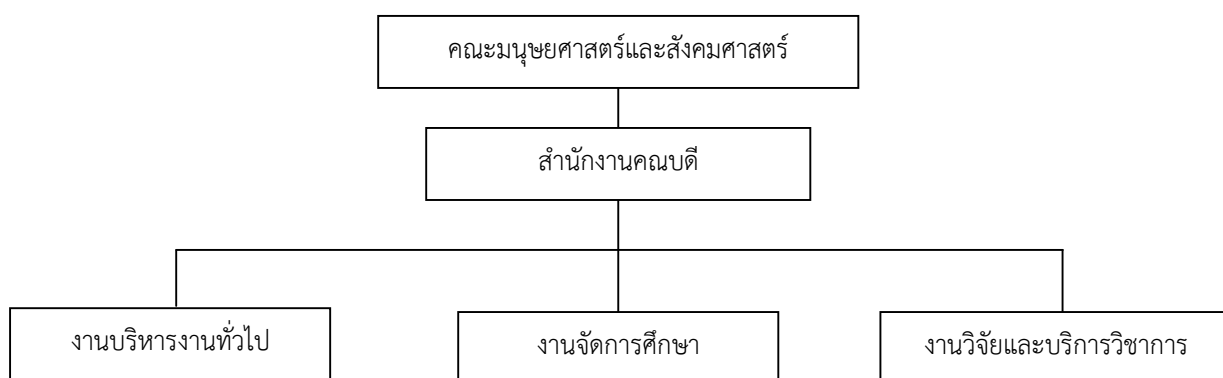 คณะมนุษยศาสตร์และสังคมศาสตร์
สำนักงานคณบดี
งานบริหารงานทั่วไป
งานจัดการศึกษา
งานวิจัยและบริการวิชาการ